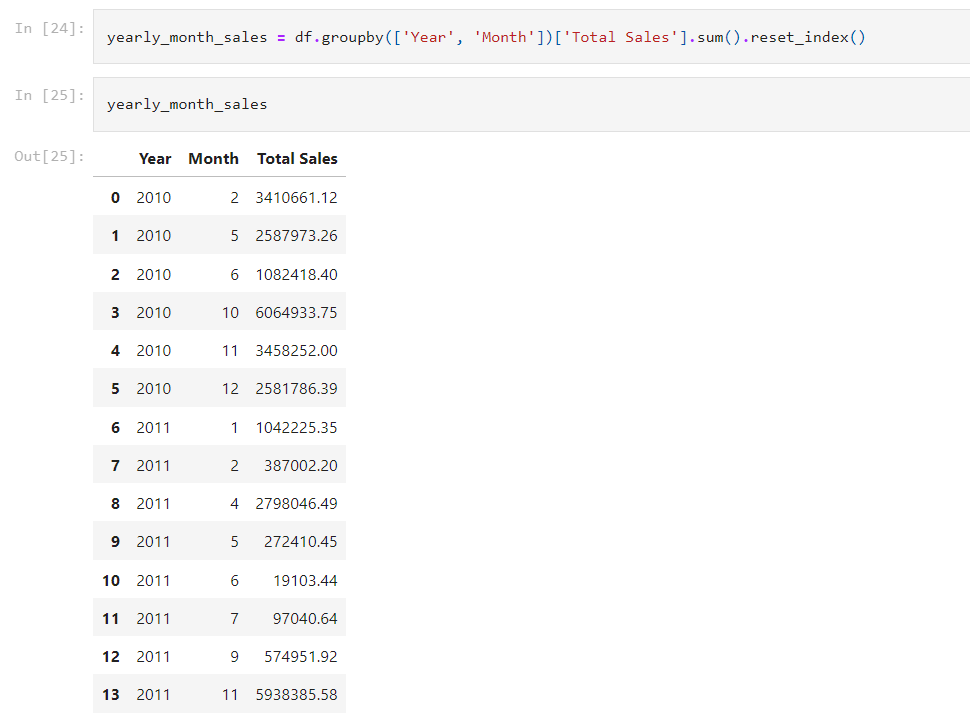 In [24]: yearly_month_sales = df.groupby(['Year', 'Month'])['Total Sales'].sum().reset_index()
In [25]: yearly_month_sales
Out[25]: Year Month Total Sales
0 2010 2 3410661.12
1 2010 5 2587973.26
2 2010 6 1082418.40
3 2010 10 6064933.75
4 2010 11 3458252.00
5 2010 12 2581786.39
6 2011 1 1042225.35
7 2011 2 387002.20
8 2011 4 2798046.49
9 2011 5 272410.45
10 2011 6 19103.44
11 2011 7 97040.64
12 2011 9 574951.92
13 2011 11 5938385.58